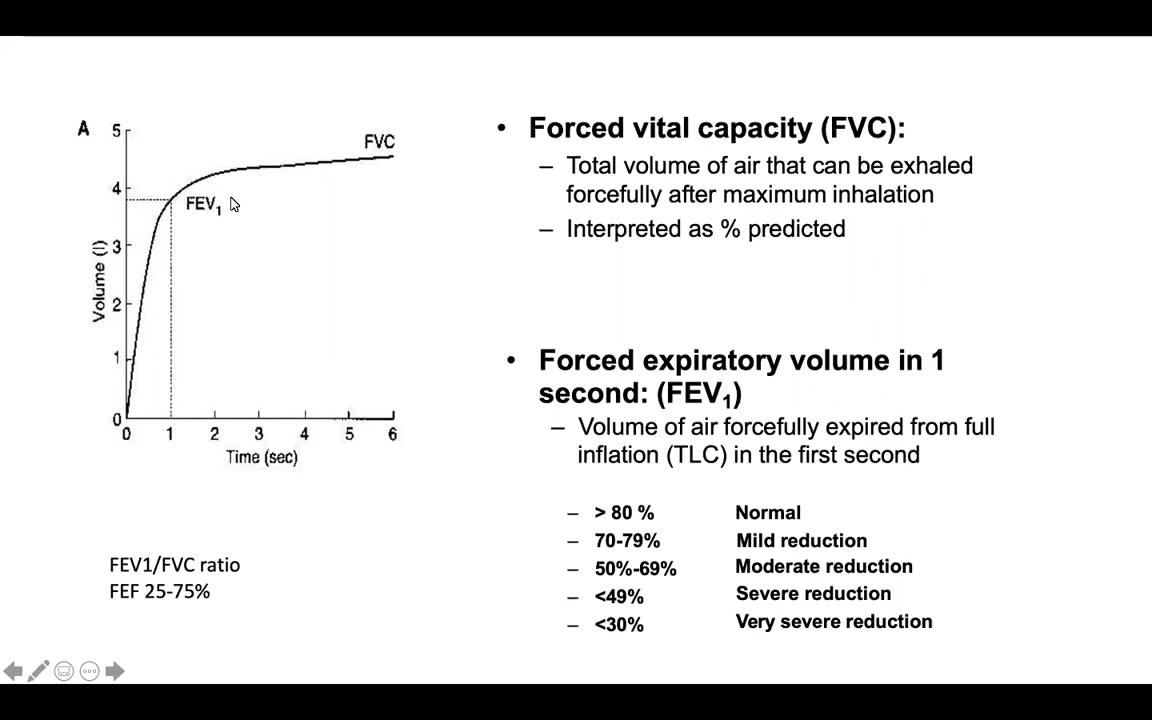 A
5
FVC
4
FEV1
3
Volume (l)
2
1
0
0 1 2 3 4 5 6
Time (sec)
FEV1/FVC ratio
FEF 25-75%
• Forced vital capacity (FVC):
– Total volume of air that can be exhaled
forcefully after maximum inhalation
– Interpreted as % predicted
• Forced expiratory volume in 1
second: (FEV1)
– Volume of air forcefully expired from full
inflation (TLC) in the first second
– > 80 % Normal
– 70-79% Mild reduction
– 50%-69% Moderate reduction
– <49% Severe reduction
– <30% Very severe reduction